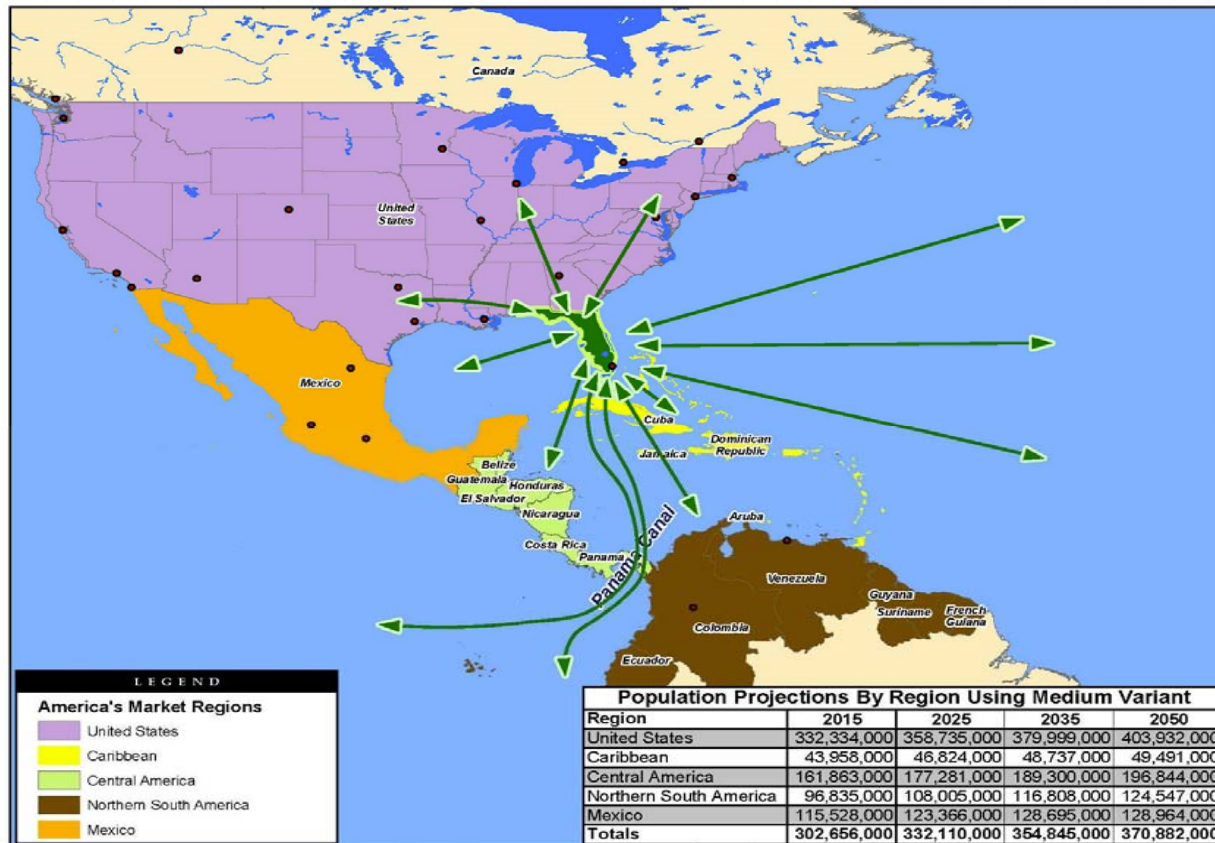 Canada
United
States
Mexico
Cuba
Jamaica
Dominican
Republic
Belize
Guatemala
Honduras
El Salvador
Nicaragua
Costa Rica
Panama
Panama Canal
Aruba
Venezuela
Guyana
Suriname
French
Guiana
Colombia
Ecuador
LEGEND
America's Market Regions
United States
Caribbean
Central America
Northern South America
Mexico
Population Projections By Region Using Medium Variant
Region 2015 2025 2035 2050
United States 332,334,000 358,735,000 379,999,000 403,932,000
Caribbean 43,958,000 46,824,000 48,737,000 49,491,000
Central America 161,863,000 177,281,000 189,300,000 196,844,000
Northern South America 96,835,000 108,005,000 116,808,000 124,547,000
Mexico 115,528,000 123,366,000 128,695,000 128,964,000
Totals 302,656,000 332,110,000 354,845,000 370,882,000